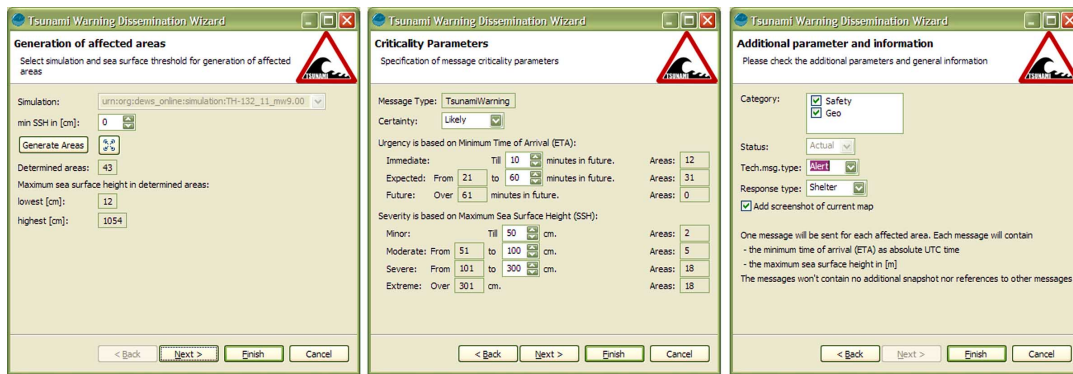 Tsunami Warning Dissemination Wizard
Generation of affected areas
Select simulation and sea surface threshold for generation of affected
areas
TSUNAMI
Simulation: urn:org:dews_online:simulation:TH-132_11_mw9.00
min SSH in [cm]: 0
Generate Areas
Determined areas: 43
Maximum sea surface height in determined areas:
lowest [cm]: 12
highest [cm]: 1054
< Back Next > Finish Cancel
Tsunami Warning Dissemination Wizard
Criticality Parameters
Specification of message criticality parameters
TSUNAMI
Message Type: TsunamiWarning
Certainty: Likely
Urgency is based on Minimum Time of Arrival (ETA):
Immediate: Till 10 minutes in future. Areas: 12
Expected: From 21 to 60 minutes in future. Areas: 31
Future: Over 61 minutes in future. Areas: 0
Severity is based on Maximum Sea Surface Height (SSH):
Minor: Till 50 cm. Areas: 2
Moderate: From 51 to 100 cm. Areas: 5
Severe: From 101 to 300 cm. Areas: 18
Extreme: Over 301 cm. Areas: 18
< Back Next > Finish Cancel
Tsunami Warning Dissemination Wizard
Additional parameter and information
Please check the additional parameters and general information
TSUNAMI
Category: Safety
Geo
Status: Actual
Tech.msg.type: Alert
Response type: Shelter
Add screenshot of current map
One message will be sent for each affected area. Each message will contain
- the minimum time of arrival (ETA) as absolute UTC time
- the maximum sea surface height in [m]
The messages won't contain no additional snapshot nor references to other messages
< Back Next > Finish Cancel